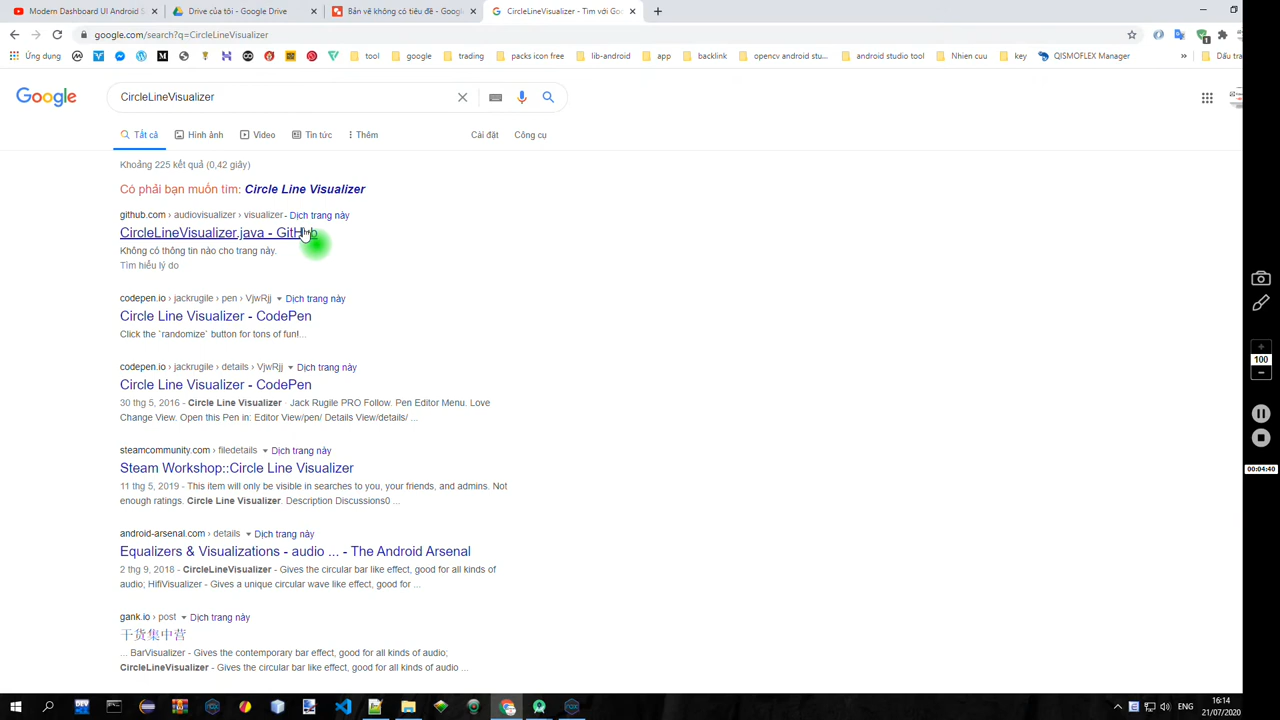 Modern Dashboard UI Android S
Drive của tôi - Google Drive
Bản vẽ không có tiêu đề - Google
CircleLineVisualizer - Tìm với Goo
google.com/search?q=CircleLineVisualizer
Ứng dụng
tool
google
trading
packs icon free
lib-android
app
backlink
opencv android stu...
android studio tool
Nhien cuu
key
QISMOFLEX Manager
»
Dấu tra
Google
CircleLineVisualizer
Tất cả
Hình ảnh
Video
Tin tức
Thêm
Cài đặt
Công cụ
Khoảng 225 kết quả (0,42 giây)
Có phải bạn muốn tìm: Circle Line Visualizer
github.com › audiovisualizer › visualizer - Dịch trang này
CircleLineVisualizer.java - GitHub
Không có thông tin nào cho trang này.
Tìm hiểu lý do
codepen.io › jackrugile › pen › VjwRjj ▾ Dịch trang này
Circle Line Visualizer - CodePen
Click the `randomize` button for tons of fun!...
codepen.io › jackrugile › details › VjwRjj ▾ Dịch trang này
Circle Line Visualizer - CodePen
30 thg 5, 2016 - Circle Line Visualizer · Jack Rugile PRO Follow. Pen Editor Menu. Love
Change View. Open this Pen in: Editor View/pen/ Details View/details/ ...
steamcommunity.com › filedetails ▾ Dịch trang này
Steam Workshop::Circle Line Visualizer
11 thg 5, 2019 - This item will only be visible in searches to you, your friends, and admins. Not
enough ratings. Circle Line Visualizer. Description Discussions0 ...
android-arsenal.com › details ▾ Dịch trang này
Equalizers & Visualizations - audio ... - The Android Arsenal
2 thg 9, 2018 - CircleLineVisualizer - Gives the circular bar like effect, good for all kinds of
audio; HifiVisualizer - Gives a unique circular wave like effect, good for ...
gank.io › post ▾ Dịch trang này
干货集中营
... BarVisualizer - Gives the contemporary bar effect, good for all kinds of audio;
CircleLineVisualizer - Gives the circular bar like effect, good for all kinds of audio ...
100
00:04:40
DEV
ENG
16:14
21/07/2020